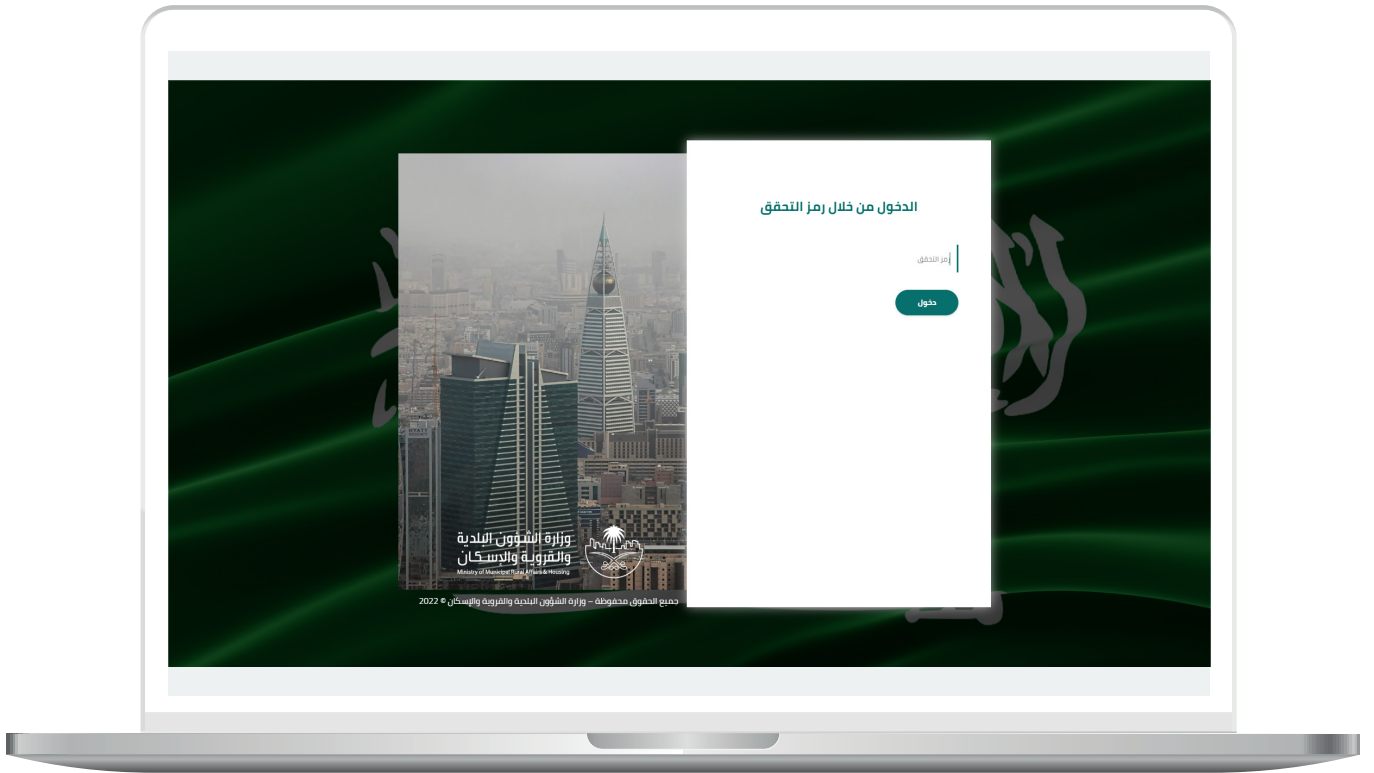 الدخول من خلال رمز التحقق
رمز التحقق
دخول
HYATT
وزارة الشؤون البلدية
والقروية والإسكان
Ministry of Municipal Rural Affairs & Housing
جميع الحقوق محفوظة – وزارة الشؤون البلدية والقروية والإسكان © 2022